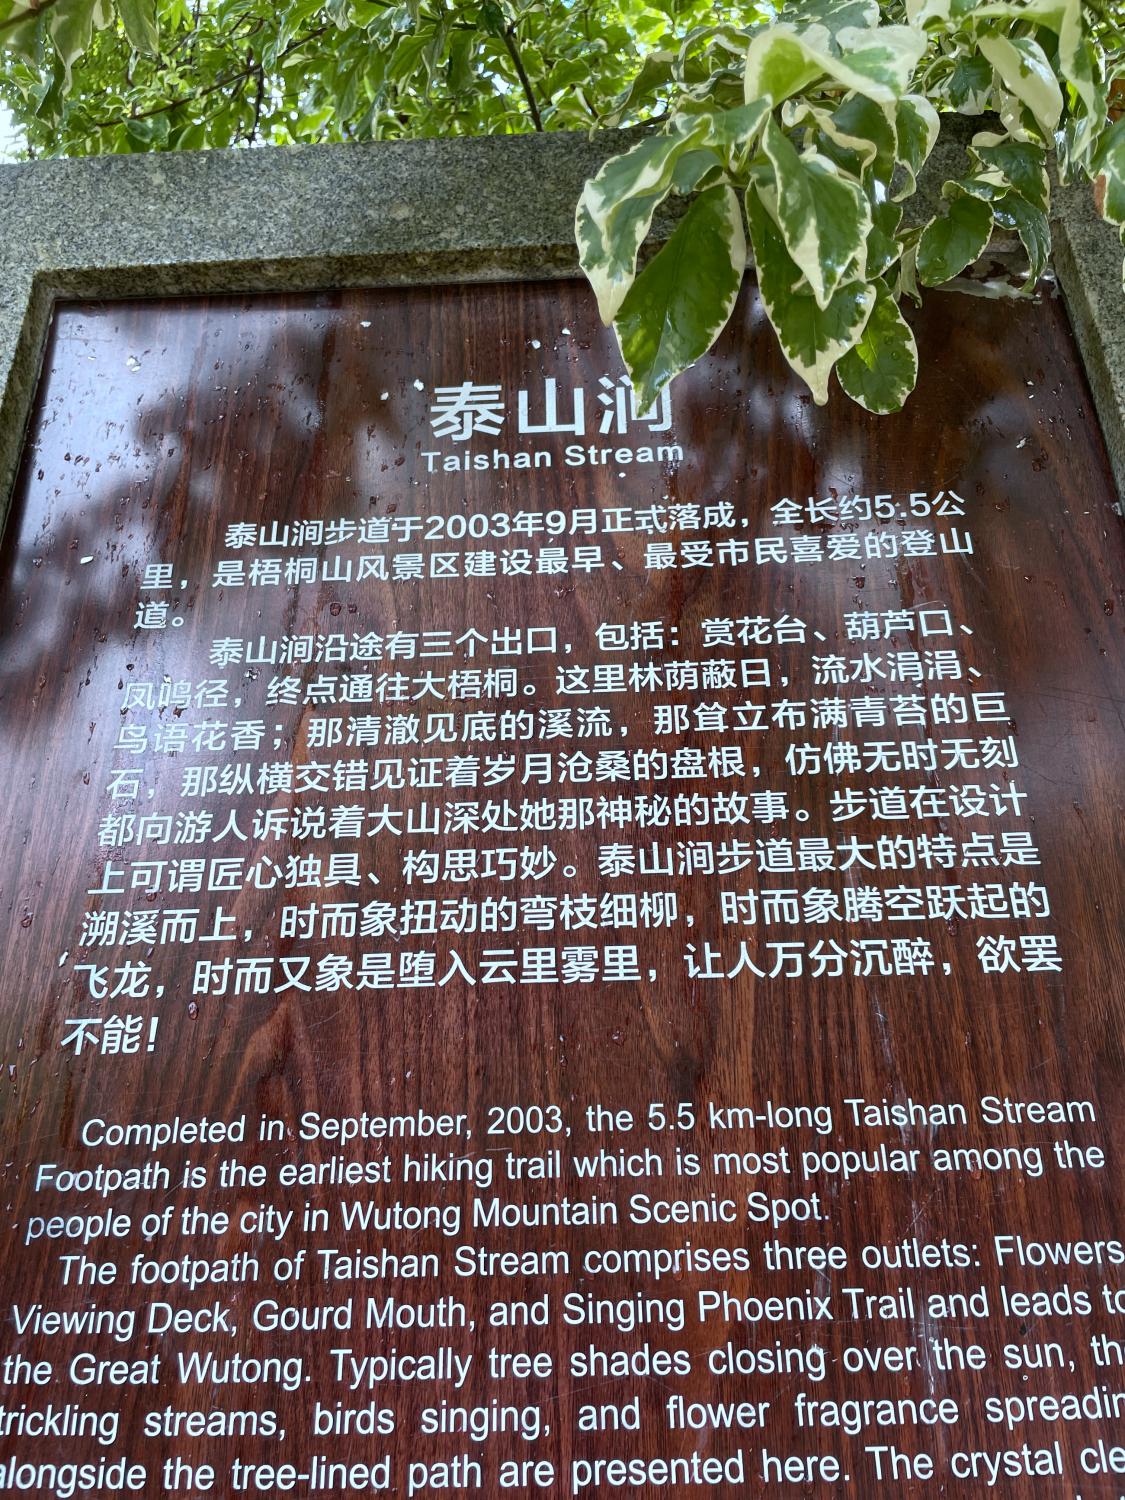 泰山涧
Taishan Stream
泰山涧步道于2003年9月正式落成，全长约5.5公
里，是梧桐山风景区建设最早、最受市民喜爱的登山
道。
泰山涧沿途有三个出口，包括：赏花台、葫芦口、
凤鸣径，终点通往大梧桐。这里林荫蔽日，流水涓涓、
鸟语花香；那清澈见底的溪流，那耸立布满青苔的巨
石，那纵横交错见证着岁月沧桑的盘根，仿佛无时无刻
都向游人诉说着大山深处她那神秘的故事。步道在设计
上可谓匠心独具、构思巧妙。泰山涧步道最大的特点是
溯溪而上，时而象扭动的弯枝细柳，时而象腾空跃起的
飞龙，时而又象是堕入云里雾里，让人万分沉醉，欲罢
不能！
Completed in September, 2003, the 5.5 km-long Taishan Stream
Footpath is the earliest hiking trail which is most popular among the
people of the city in Wutong Mountain Scenic Spot.
The footpath of Taishan Stream comprises three outlets: Flowers
Viewing Deck, Gourd Mouth, and Singing Phoenix Trail and leads to
the Great Wutong. Typically tree shades closing over the sun, th
trickling streams, birds singing, and flower fragrance spreadin
alongside the tree-lined path are presented here. The crystal cle